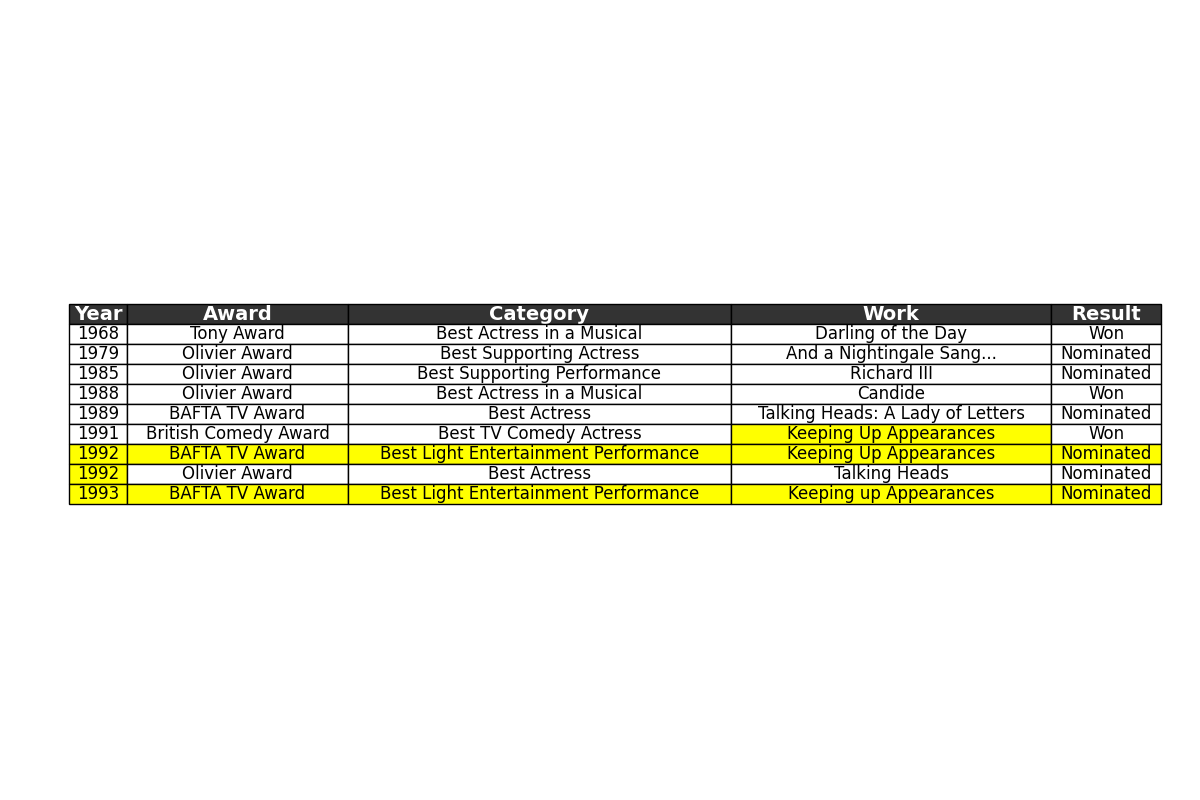 Year Award Category Work Result
1968 Tony Award Best Actress in a Musical Darling of the Day Won
1979 Olivier Award Best Supporting Actress And a Nightingale Sang... Nominated
1985 Olivier Award Best Supporting Performance Richard III Nominated
1988 Olivier Award Best Actress in a Musical Candide Won
1989 BAFTA TV Award Best Actress Talking Heads: A Lady of Letters Nominated
1991 British Comedy Award Best TV Comedy Actress Keeping Up Appearances Won
1992 BAFTA TV Award Best Light Entertainment Performance Keeping Up Appearances Nominated
1992 Olivier Award Best Actress Talking Heads Nominated
1993 BAFTA TV Award Best Light Entertainment Performance Keeping up Appearances Nominated